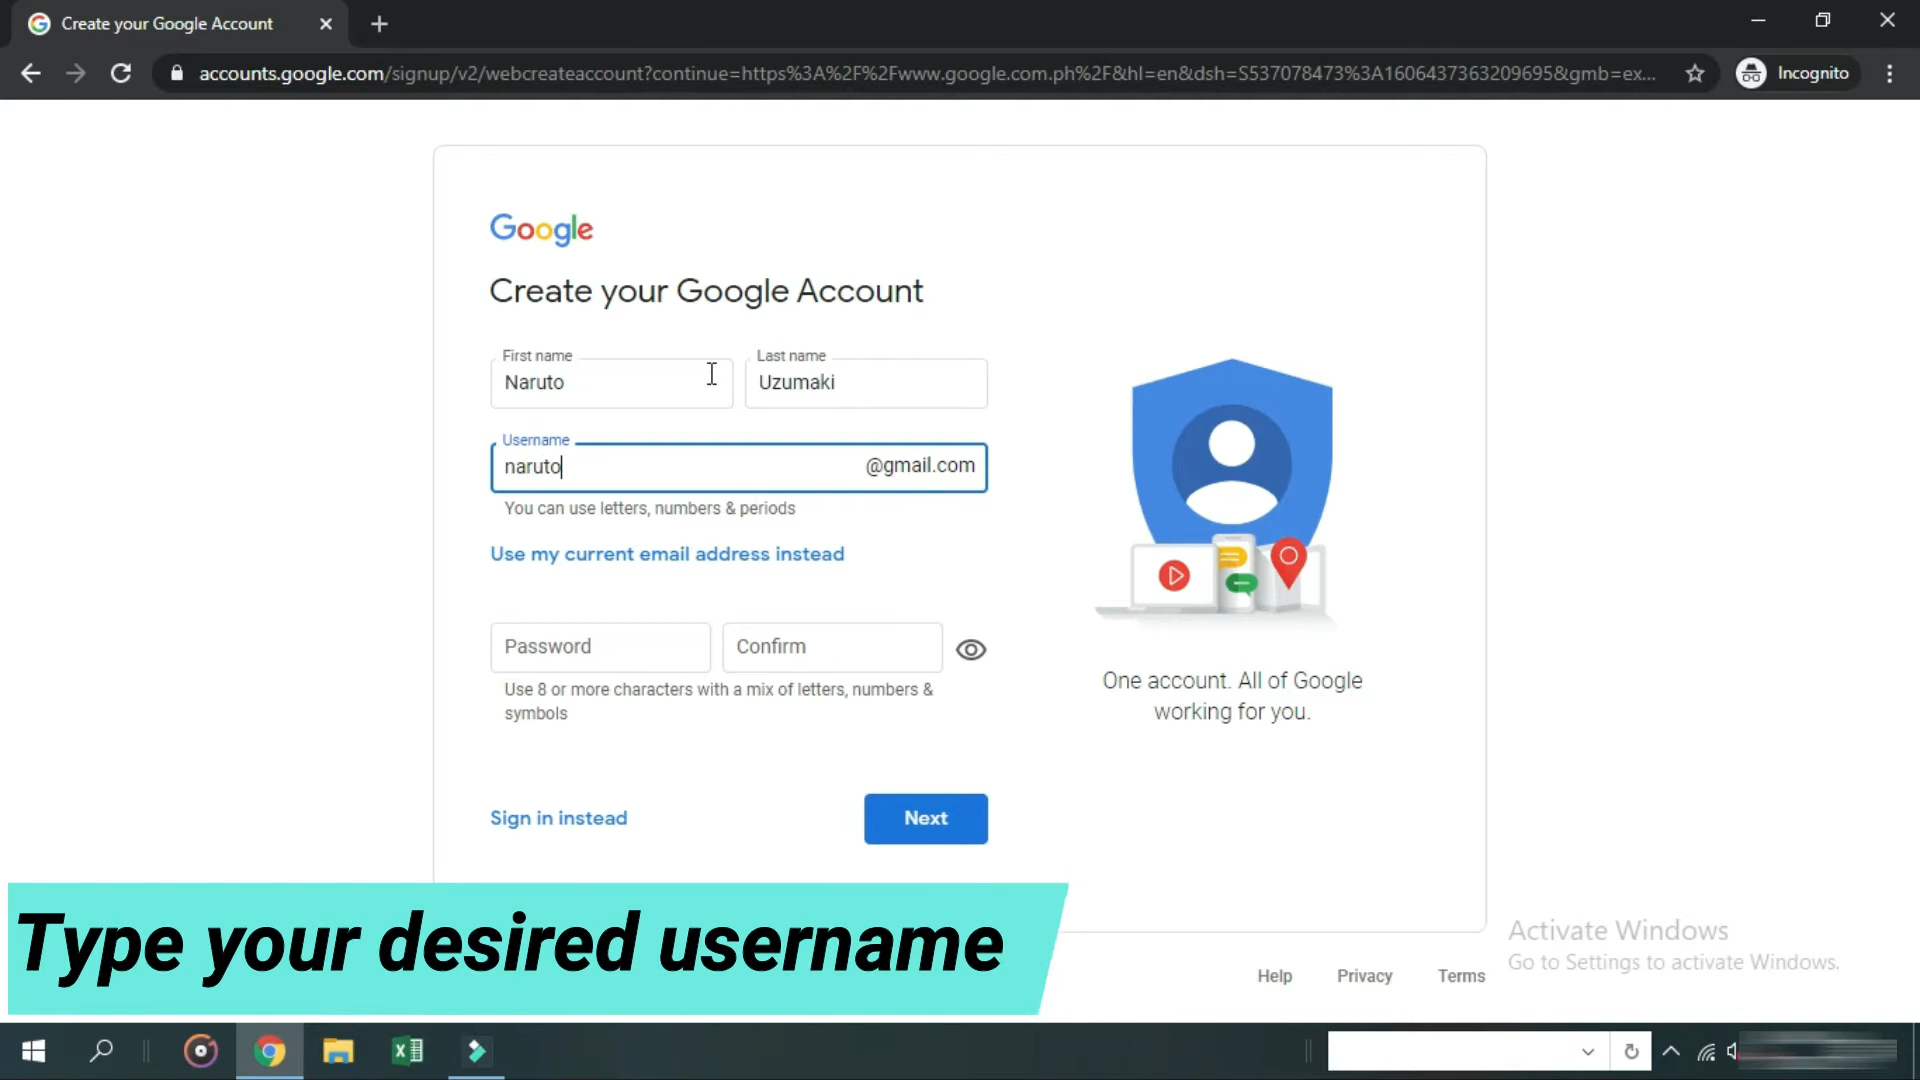 Create your Google Account
accounts.google.com/signup/v2/webcreateaccount?continue=https%3A%2F%2Fwww.google.com.ph%2F&hl=en&dsh=S537078473%3A1606437363209695&gmb=ex...
Incognito
Google
Create your Google Account
First name
Last name
Naruto
Uzumaki
Username
naruto
@gmail.com
You can use letters, numbers & periods
Use my current email address instead
Password
Confirm
Use 8 or more characters with a mix of letters, numbers &
symbols
One account. All of Google
working for you.
Sign in instead
Next
Type your desired username
Help
Privacy
Terms
Activate Windows
Go to Settings to activate Windows.